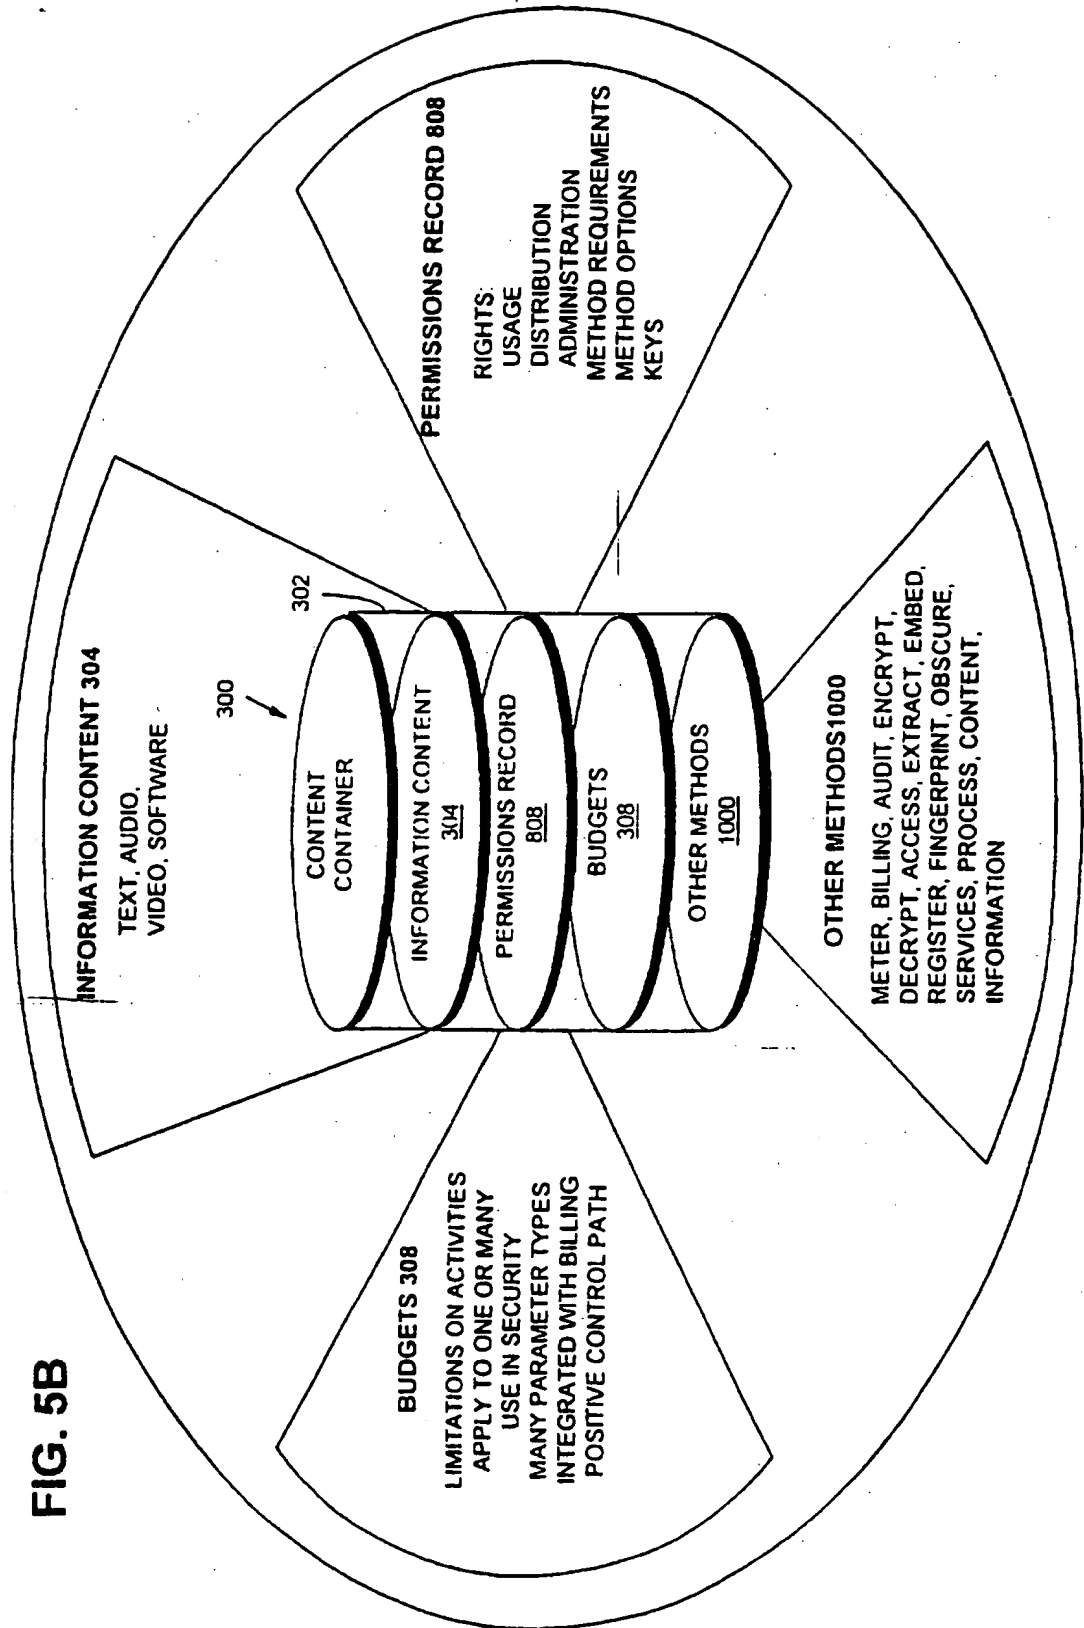 FIG. 5B
INFORMATION CONTENT 304
TEXT, AUDIO,
VIDEO, SOFTWARE
BUDGETS 308
LIMITATIONS ON ACTIVITIES
APPLY TO ONE OR MANY
USE IN SECURITY
MANY PARAMETER TYPES
INTEGRATED WITH BILLING
POSITIVE CONTROL PATH
300
302
CONTENT
CONTAINER
INFORMATION CONTENT
304
PERMISSIONS RECORD
808
BUDGETS
308
OTHER METHODS
1000
PERMISSIONS RECORD 808
RIGHTS:
USAGE
DISTRIBUTION
ADMINISTRATION
METHOD REQUIREMENTS
METHOD OPTIONS
KEYS
OTHER METHODS1000
METER, BILLING, AUDIT, ENCRYPT,
DECRYPT, ACCESS, EXTRACT, EMBED,
REGISTER, FINGERPRINT, OBSCURE,
SERVICES, PROCESS, CONTENT,
INFORMATION